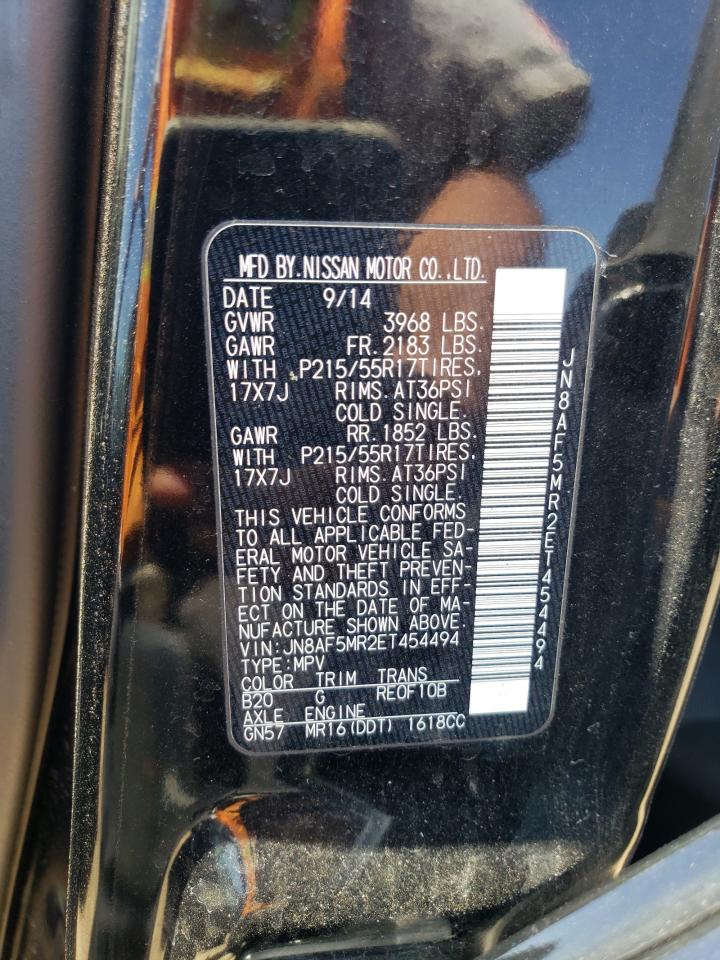 MFD BY.NISSAN MOTOR CO.,LTD.
DATE 9/14
GVWR 3968 LBS.
GAWR FR.2183 LBS.
WITH P215/55R17TIRES,
17X7J RIMS.AT36PSI
COLD SINGLE.
GAWR RR.1852 LBS.
WITH P215/55R17TIRES,
17X7J RIMS.AT36PSI
COLD SINGLE.
THIS VEHICLE CONFORMS
TO ALL APPLICABLE FED-
ERAL MOTOR VEHICLE SA-
FETY AND THEFT PREVEN-
TION STANDARDS IN EFF-
ECT ON THE DATE OF MA-
NUFACTURE SHOWN ABOVE.
VIN:JN8AF5MR2ET454494
TYPE:MPV
COLOR TRIM TRANS
B20 G RE0F10B
AXLE ENGINE
GN57 MR16(DDT) 1618CC
JN8AF5MR2ET454494